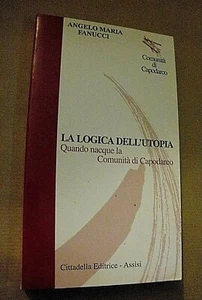 ANGELO MARIA
FANUCCI
Comunità
di
Capodarco
LA LOGICA DELL'UTOPIA
Quando nacque la
Comunità di Capodarco
Cittadella Editrice - Assisi